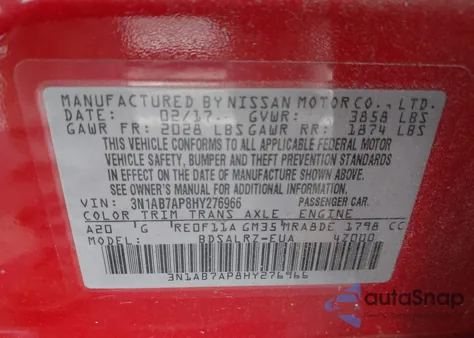 MANUFACTURED BY NISSAN MOTOR CO., LTD.
DATE: 02/17 GVWR: 3858 LBS
GAWR FR: 2028 LBS GAWR RR: 1874 LBS
THIS VEHICLE CONFORMS TO ALL APPLICABLE FEDERAL MOTOR
VEHICLE SAFETY, BUMPER AND THEFT PREVENTION STANDARDS
IN EFFECT ON THE DATE OF MANUFACTURE SHOWN ABOVE.
SEE OWNER'S MANUAL FOR ADDITIONAL INFORMATION.
VIN: 3N1AB7AP8HY276966 PASSENGER CAR
COLOR TRIM TRANS AXLE ENGINE
A20 G RE0F11A GM35 MRA8DE 1798 CC
MODEL: BDSALRZ-EUA 4Z000
3N1AB7AP8HY276966
autoSnap